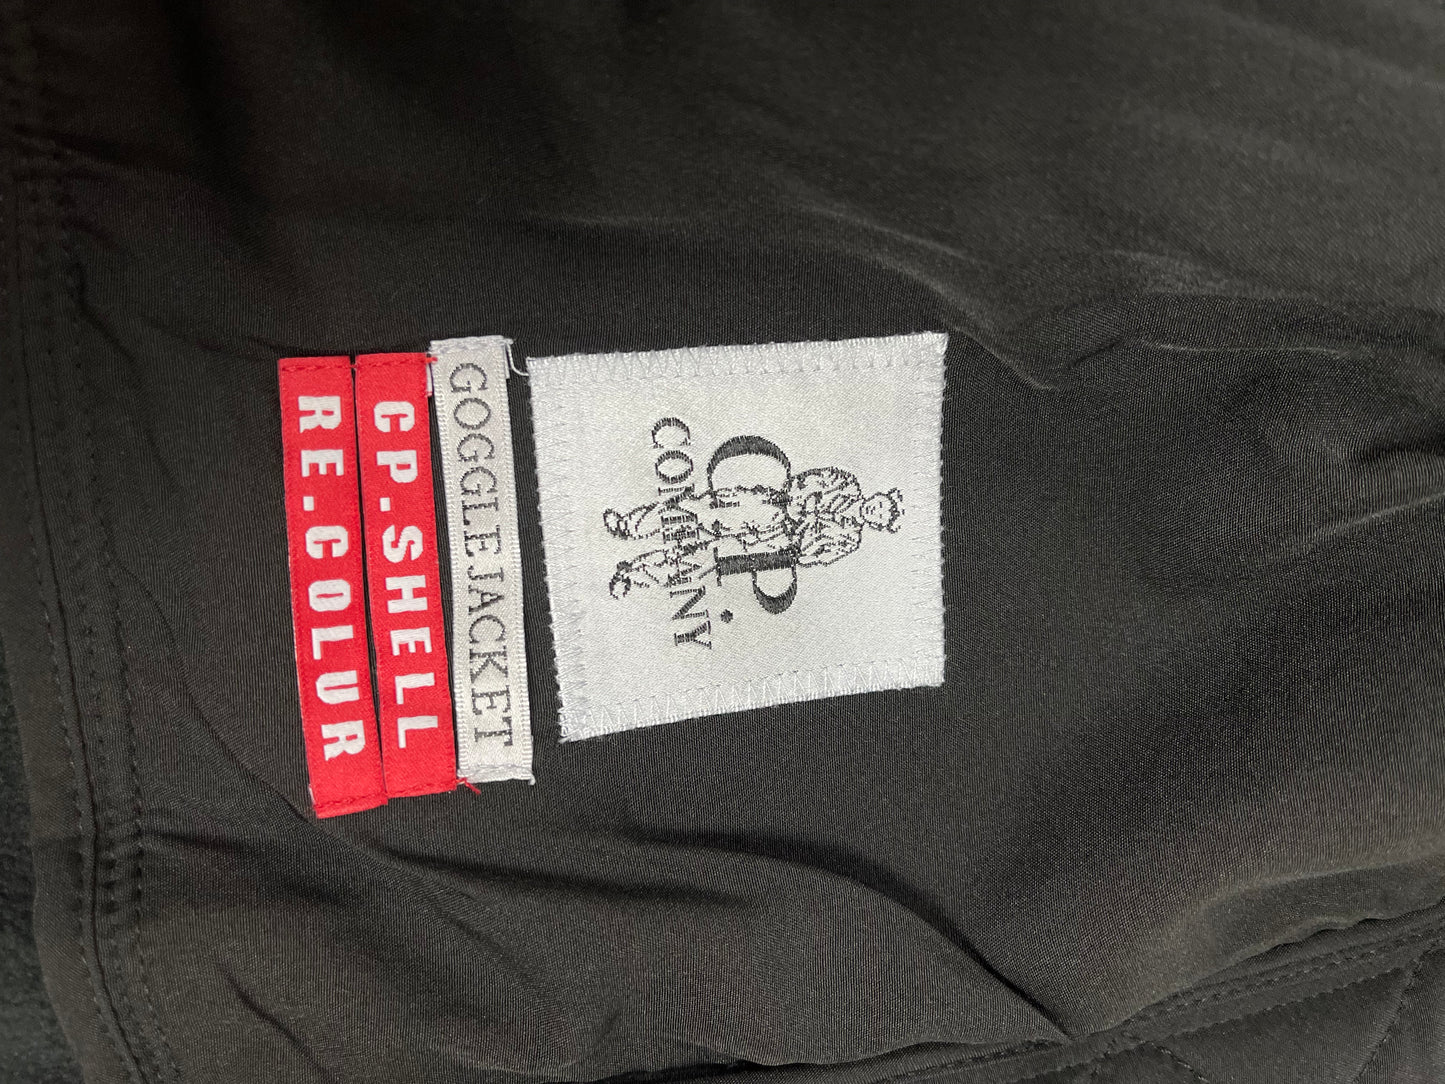 C.P.
COMPANY
GOGGLE JACKET
CP.SHELL
RE.COLUR